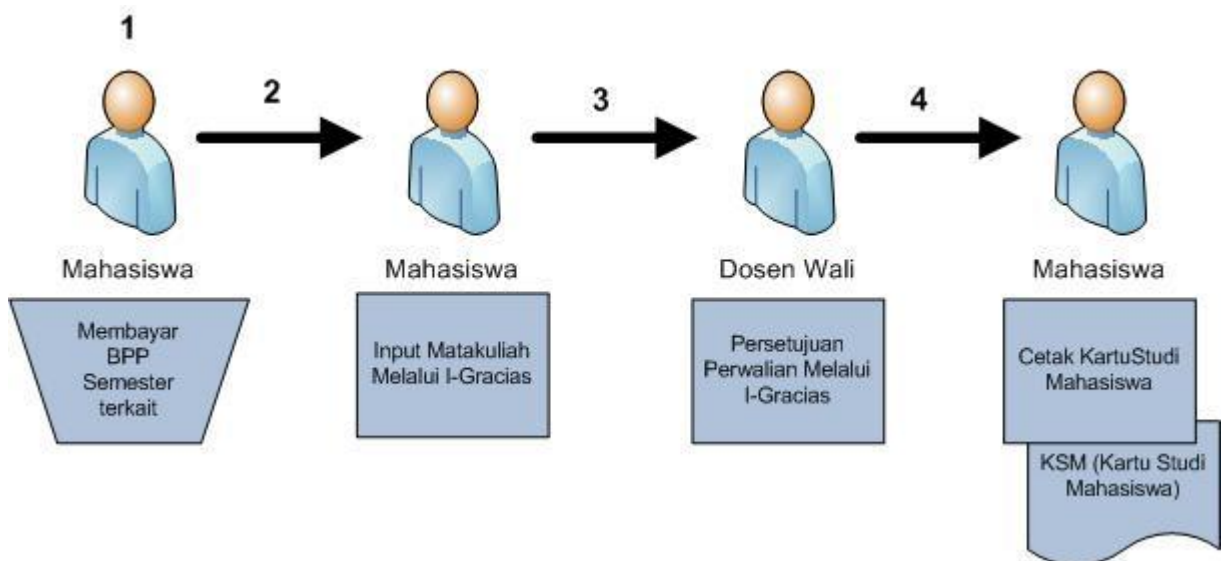 1
2
3
4
Mahasiswa
Mahasiswa
Dosen Wali
Mahasiswa
Membayar
BPP
Semester
terkait
Input Matakuliah
Melalui I-Gracias
Persetujuan
Perwalian Melalui
I-Gracias
Cetak KartuStudi
Mahasiswa
KSM (Kartu Studi
Mahasiswa)